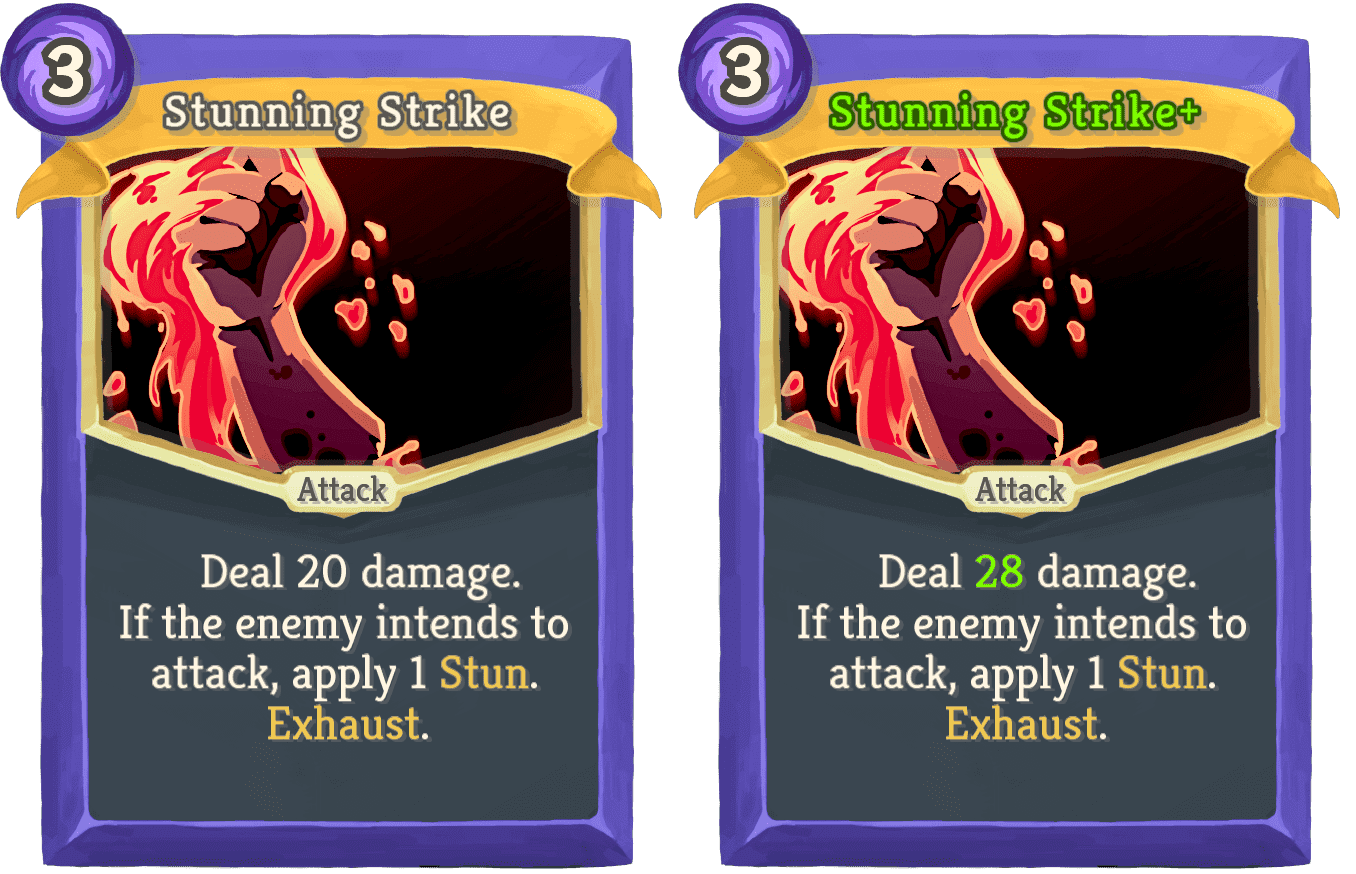 3
Stunning Strike
Attack
Deal 20 damage.
If the enemy intends to
attack, apply 1 Stun.
Exhaust.
3
Stunning Strike+
Attack
Deal 28 damage.
If the enemy intends to
attack, apply 1 Stun.
Exhaust.